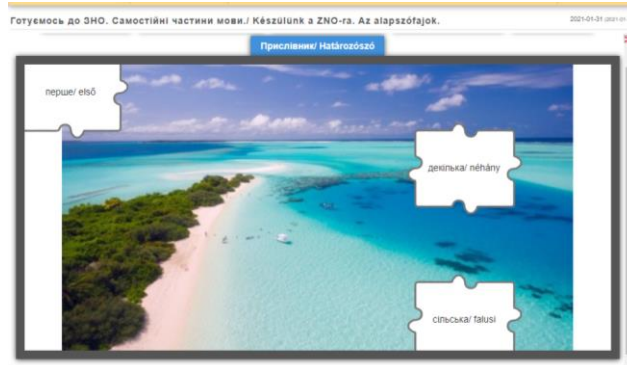 Готуємось до ЗНО. Самостійні частини мови./ Készülünk a ZNO-ra. Az alapszófajok.
2021-01-31
Прислівник/ Határozószó
перше/ első
декілька/ néhány
сільська/ falusi